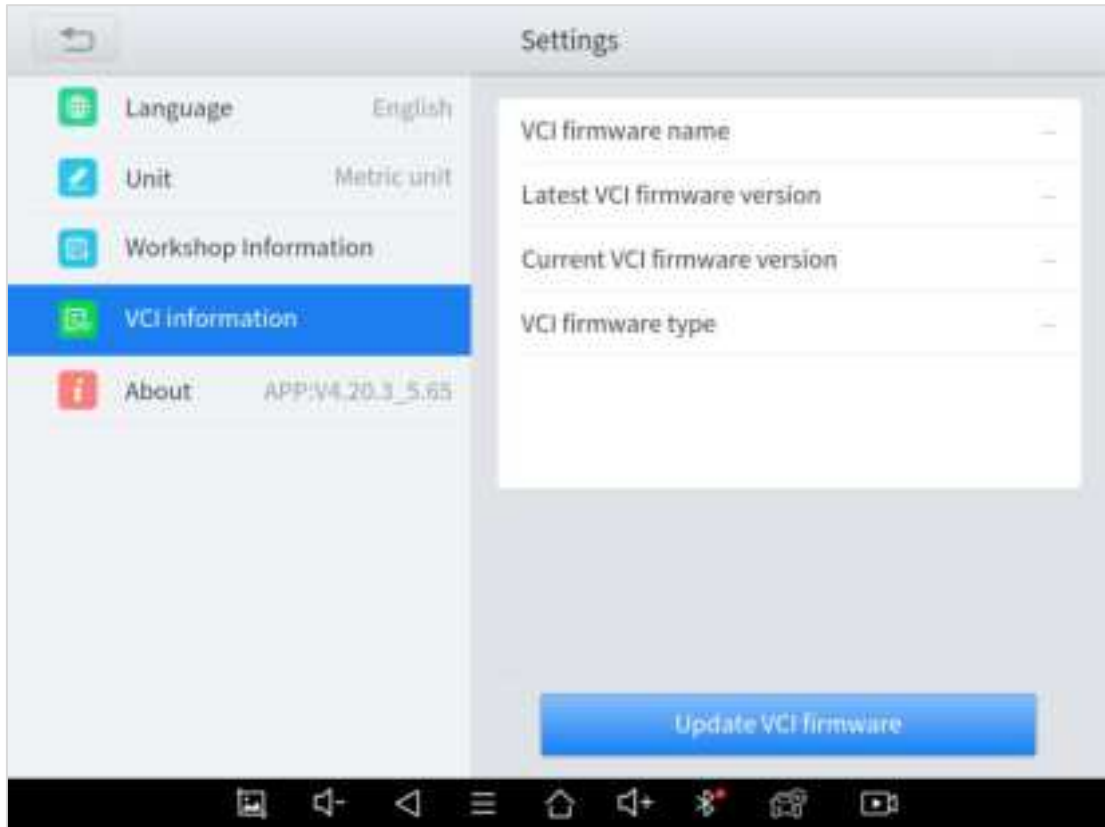 Settings
Language English
Unit Metric unit
Workshop Information
VCI information
About APP:V4.20.3_5.65
VCI firmware name --
Latest VCI firmware version --
Current VCI firmware version --
VCI firmware type --
Update VCI firmware